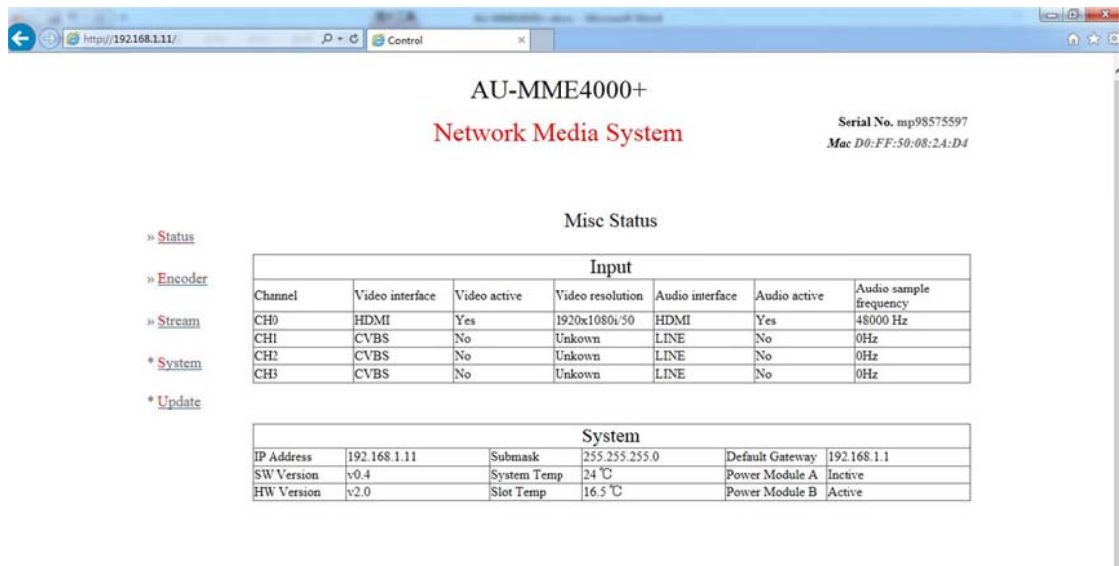 http://192.168.1.11/
Control
AU-MME4000+
Network Media System
Serial No. mp98575597
Mac D0:FF:50:08:2A:D4
Misc Status
» Status
» Encoder
» Stream
* System
* Update
Input
Channel Video interface Video active Video resolution Audio interface Audio active Audio sample frequency
CH0 HDMI Yes 1920x1080i/50 HDMI Yes 48000 Hz
CH1 CVBS No Unkown LINE No 0Hz
CH2 CVBS No Unkown LINE No 0Hz
CH3 CVBS No Unkown LINE No 0Hz
System
IP Address 192.168.1.11 Submask 255.255.255.0 Default Gateway 192.168.1.1
SW Version v0.4 System Temp 24 ℃ Power Module A Inctive
HW Version v2.0 Slot Temp 16.5 ℃ Power Module B Active